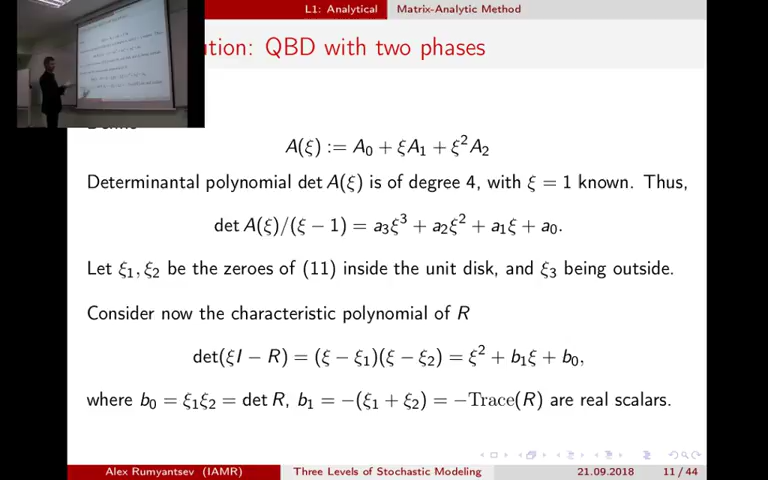 L1: Analytical Matrix-Analytic Method
tion: QBD with two phases
A(ξ) := A₀ + ξA₁ + ξ²A₂
Determinantal polynomial det A(ξ) is of degree 4, with ξ = 1 known. Thus,
det A(ξ)/(ξ − 1) = a₃ξ³ + a₂ξ² + a₁ξ + a₀.
Let ξ₁, ξ₂ be the zeroes of (11) inside the unit disk, and ξ₃ being outside.
Consider now the characteristic polynomial of R
det(ξI − R) = (ξ − ξ₁)(ξ − ξ₂) = ξ² + b₁ξ + b₀,
where b₀ = ξ₁ξ₂ = det R, b₁ = −(ξ₁ + ξ₂) = −Trace(R) are real scalars.
Alex Rumyantsev (IAMR) Three Levels of Stochastic Modeling 21.09.2018 11 / 44